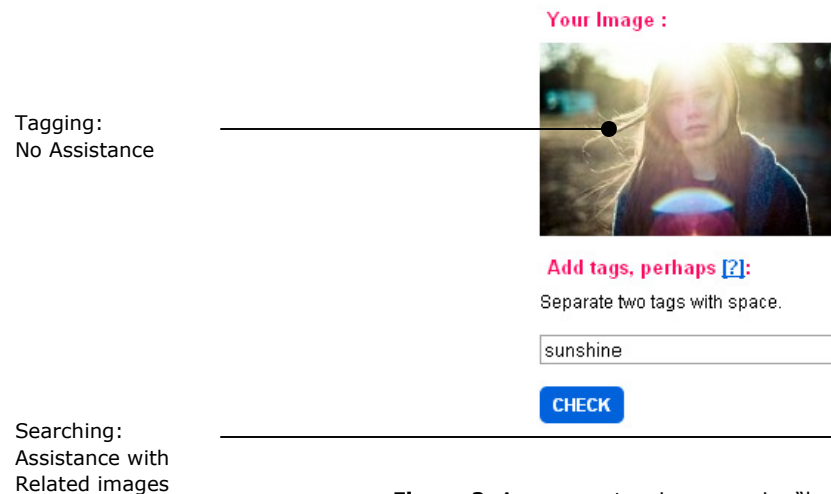 Your Image :
Tagging:
No Assistance
Add tags, perhaps [?]:
Separate two tags with space.
sunshine
CHECK
Searching:
Assistance with
Related images